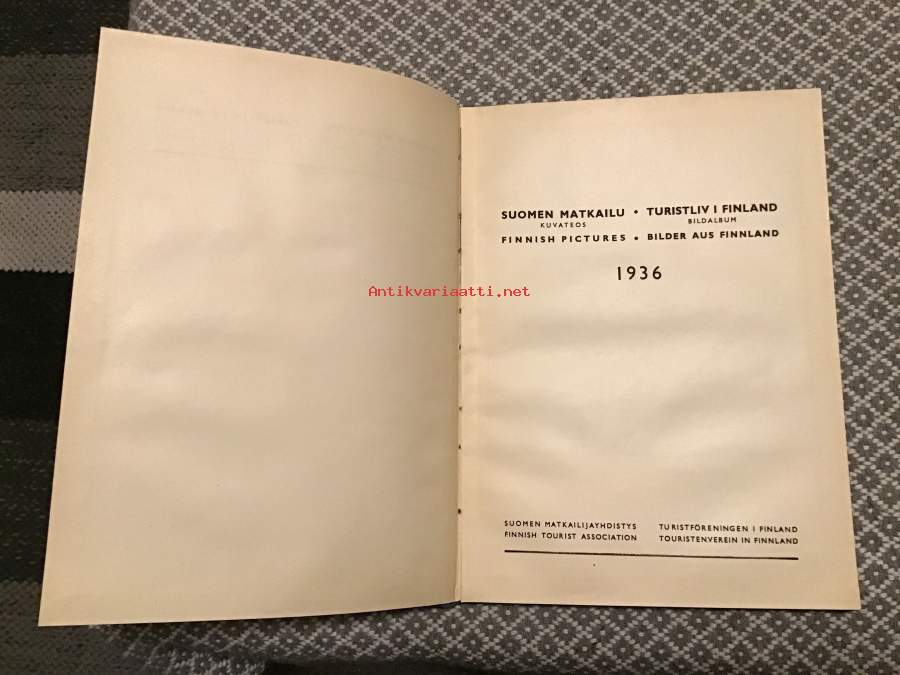 SUOMEN MATKAILU • TURISTLIV I FINLAND
KUVATEOS BILDALBUM
FINNISH PICTURES • BILDER AUS FINNLAND
1936
Antikvariaatti.net
SUOMEN MATKAILIJAYHDISTYS TURISTFÖRENINGEN I FINLAND
FINNISH TOURIST ASSOCIATION TOURISTENVEREIN IN FINNLAND